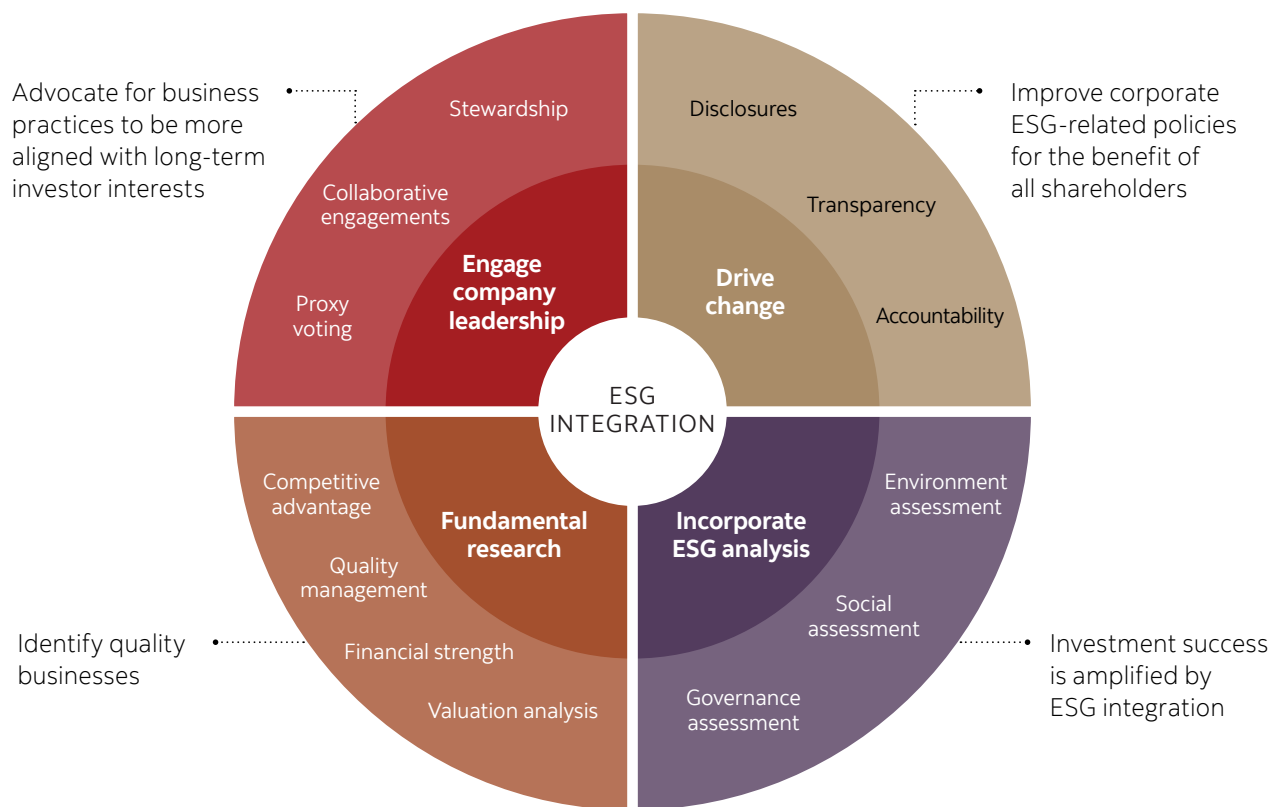 Advocate for business
practices to be more
aligned with long-term
investor interests
Stewardship
Collaborative
engagements
Proxy
voting
Engage
company
leadership
Disclosures
Transparency
Accountability
Drive
change
Improve corporate
ESG-related policies
for the benefit of
all shareholders
ESG
INTEGRATION
Competitive
advantage
Quality
management
Financial strength
Valuation analysis
Fundamental
research
Identify quality
businesses
Incorporate
ESG analysis
Environment
assessment
Social
assessment
Governance
assessment
Investment success
is amplified by
ESG integration